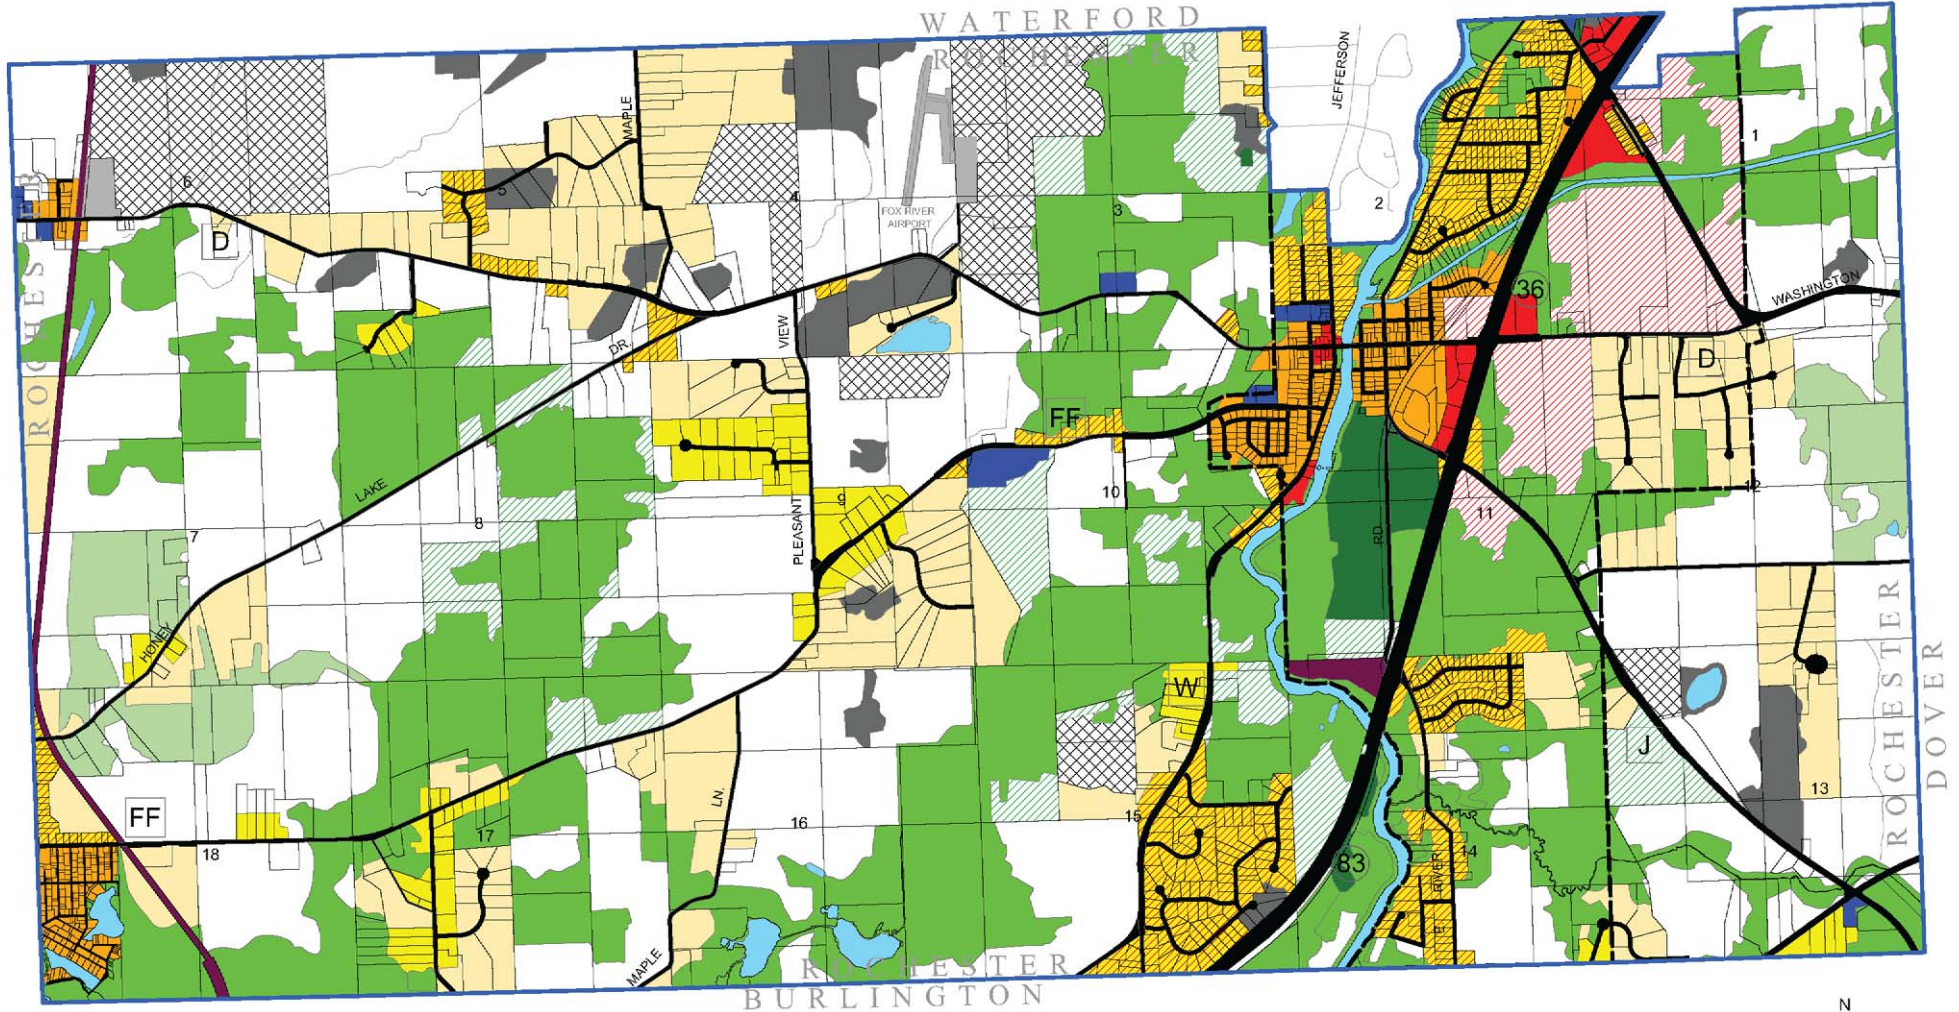 WATERFORD
ROCHESTER
JEFFERSON
MAPLE
1
6
5
4
3
2
FOX RIVER
AIRPORT
D
ROCHESTER
36
WASHINGTON
VIEW
DR.
D
FF
LAKE
9
10
12
11
8
7
PLEASANT
RD.
HONEY
ROCHESTER
DOVER
W
J
FF
LN.
13
15
16
17
18
14
83
E. RIVER
MAPLE
ROCHESTER
BURLINGTON
N